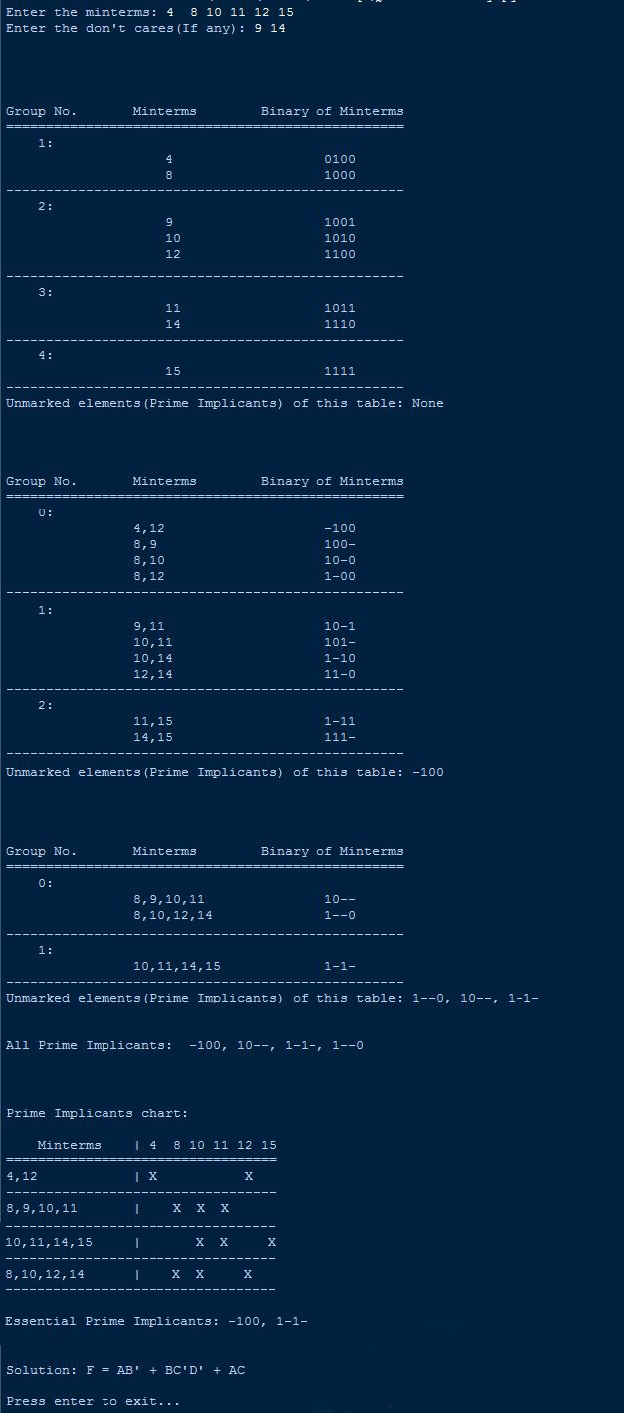 Enter the minterms: 4  8 10 11 12 15
Enter the don't cares(If any): 9 14
Group No.       Minterms        Binary of Minterms
==================================================
    1:
                    4                   0100
                    8                   1000
--------------------------------------------------
    2:
                    9                   1001
                    10                  1010
                    12                  1100
--------------------------------------------------
    3:
                    11                  1011
                    14                  1110
--------------------------------------------------
    4:
                    15                  1111
--------------------------------------------------
Unmarked elements(Prime Implicants) of this table: None
Group No.       Minterms        Binary of Minterms
==================================================
    0:
                4,12                    -100
                8,9                     100-
                8,10                    10-0
                8,12                    1-00
--------------------------------------------------
    1:
                9,11                    10-1
                10,11                   101-
                10,14                   1-10
                12,14                   11-0
--------------------------------------------------
    2:
                11,15                   1-11
                14,15                   111-
--------------------------------------------------
Unmarked elements(Prime Implicants) of this table: -100
Group No.       Minterms        Binary of Minterms
==================================================
    0:
                8,9,10,11               10--
                8,10,12,14              1--0
--------------------------------------------------
    1:
                10,11,14,15             1-1-
--------------------------------------------------
Unmarked elements(Prime Implicants) of this table: 1--0, 10--, 1-1-
All Prime Implicants:  -100, 10--, 1-1-, 1--0
Prime Implicants chart:
    Minterms    | 4  8 10 11 12 15
==================================
4,12            | X           X
----------------------------------
8,9,10,11       |    X  X  X
----------------------------------
10,11,14,15     |       X  X     X
----------------------------------
8,10,12,14      |    X  X     X
----------------------------------
Essential Prime Implicants: -100, 1-1-
Solution: F = AB' + BC'D' + AC
Press enter to exit...